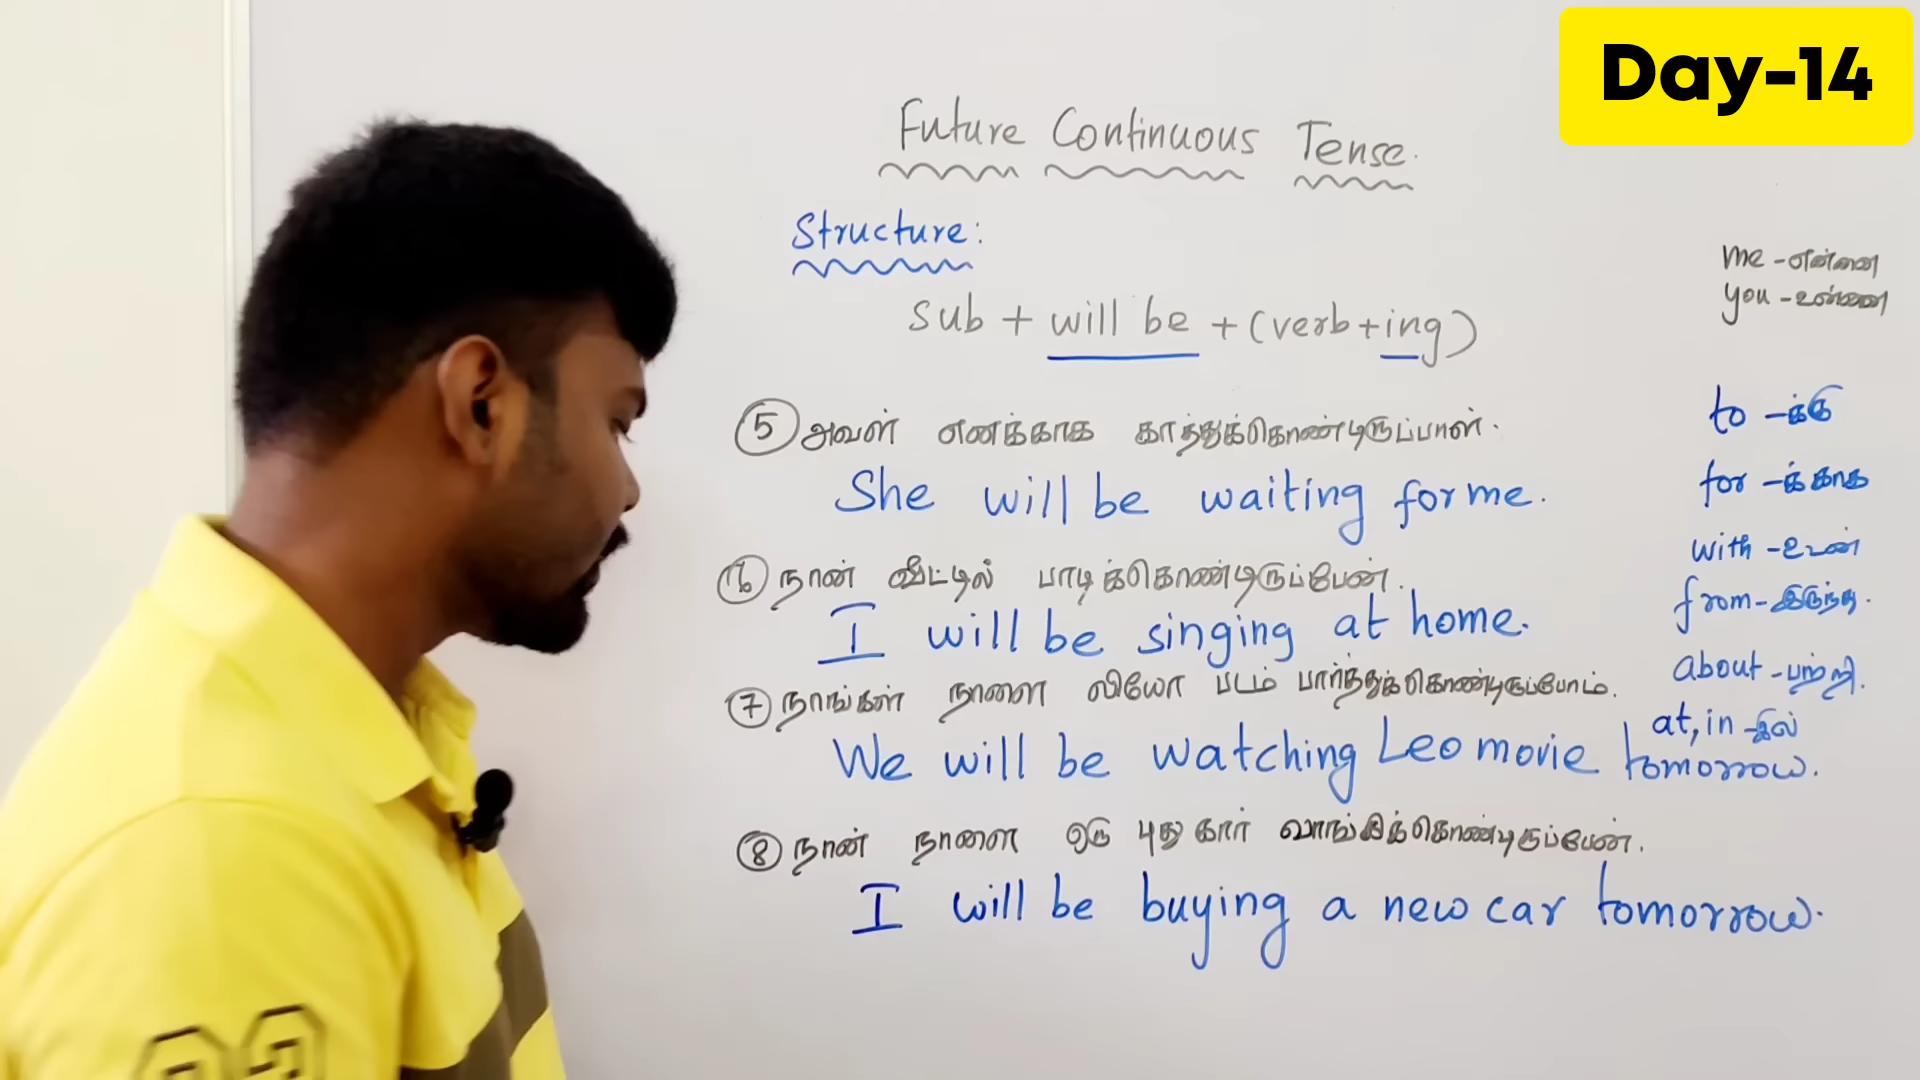 Day-14
Future Continuous Tense.
Structure:
sub + will be + (verb+ing)
me - என்னை
you - உன்னை
5 அவள் எனக்காக காத்துக்கொண்டிருப்பாள்.
She will be waiting for me.
6 நான் வீட்டில் பாடிக்கொண்டிருப்பேன்.
I will be singing at home.
7 நாங்கள் நாளை லியோ படம் பார்த்துக்கொண்டிருப்போம்.
We will be watching Leo movie tomorrow.
8 நான் நாளை ஒரு புது கார் வாங்கிக்கொண்டிருப்பேன்.
I will be buying a new car tomorrow.
to - க்கு
for - க்காக
with - உடன்
from - இருந்து.
about - பற்றி.
at, in - இல்